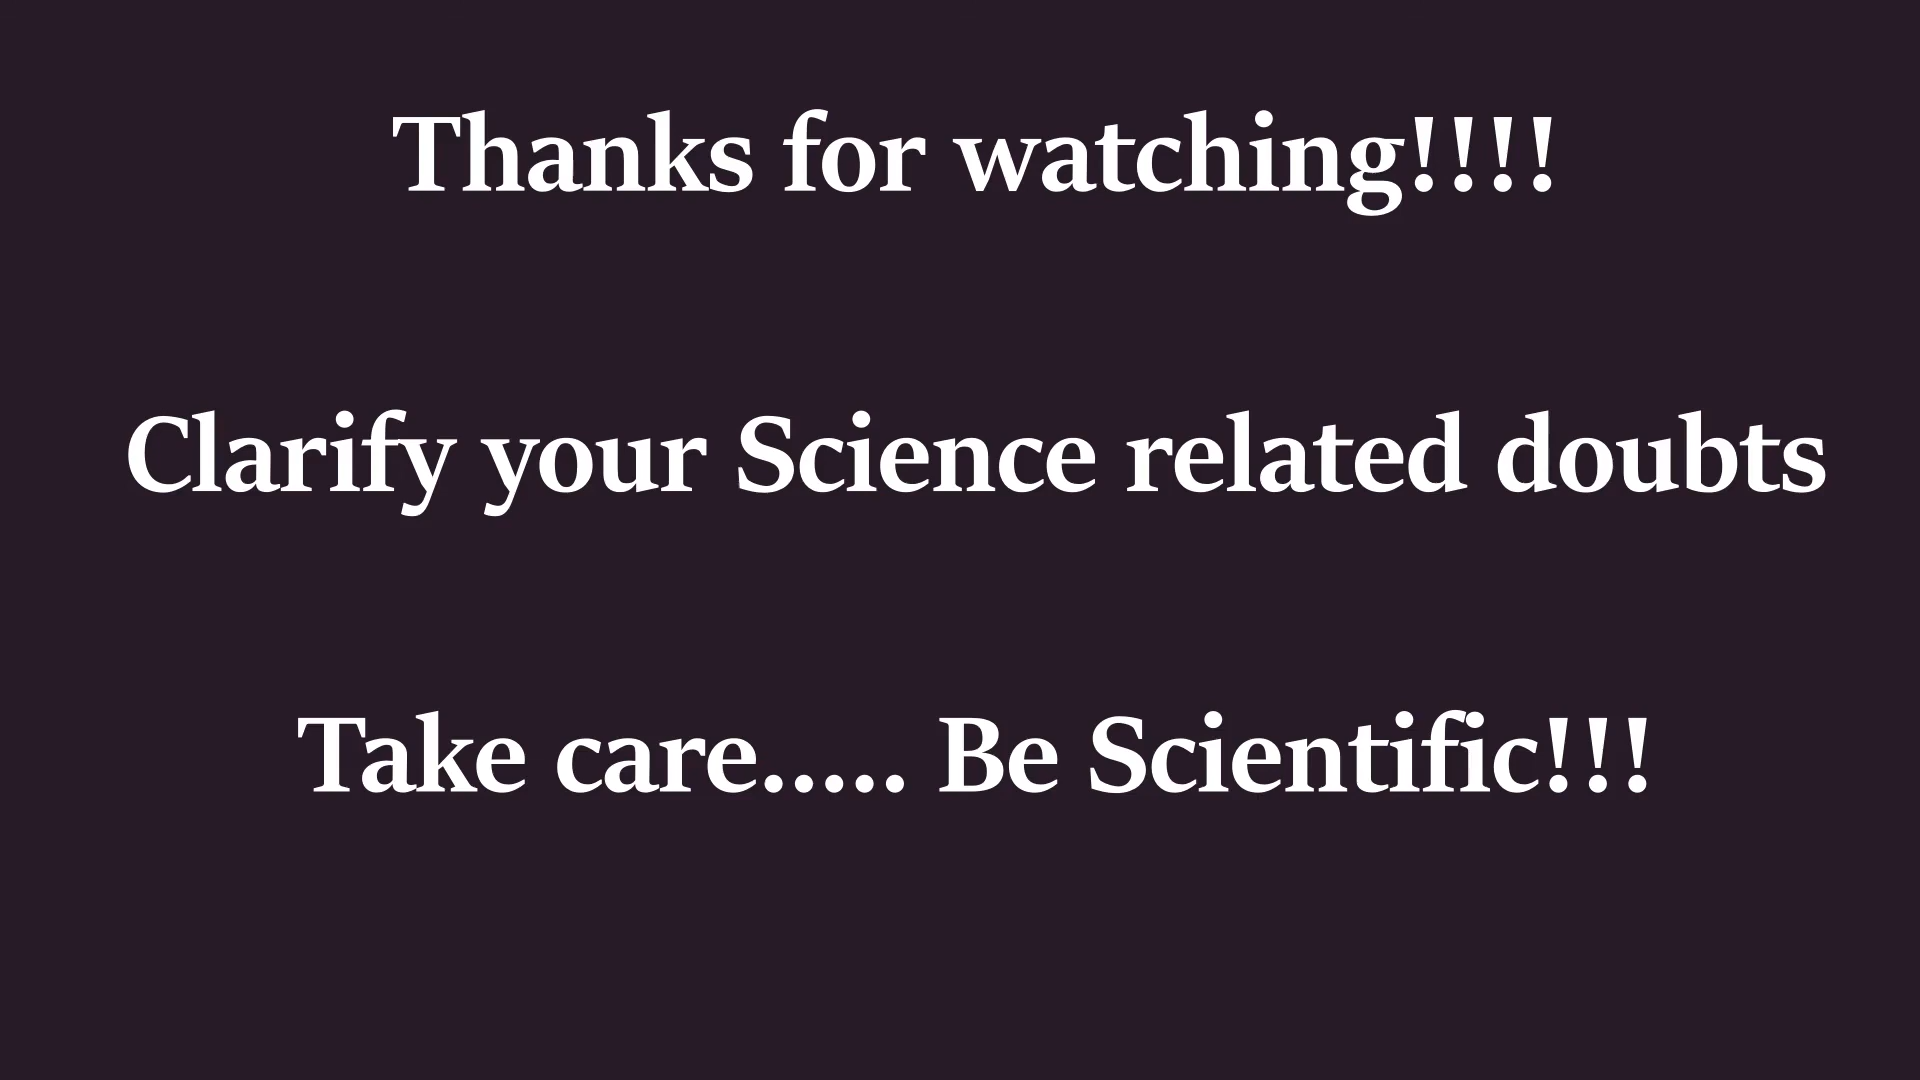 Thanks for watching!!!!
Clarify your Science related doubts
Take care..... Be Scientific!!!